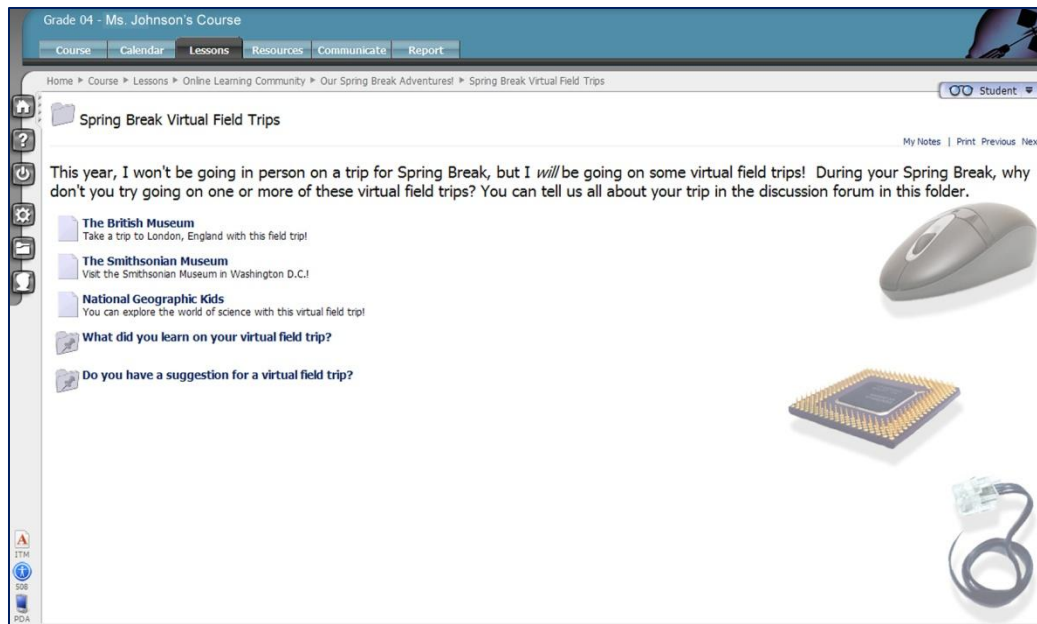 Grade 04 - Ms. Johnson's Course
Course Calendar Lessons Resources Communicate Report
Home ▶ Course ▶ Lessons ▶ Online Learning Community ▶ Our Spring Break Adventures! ▶ Spring Break Virtual Field Trips
Student
Spring Break Virtual Field Trips
My Notes | Print Previous Nex
This year, I won't be going in person on a trip for Spring Break, but I will be going on some virtual field trips! During your Spring Break, why
don't you try going on one or more of these virtual field trips? You can tell us all about your trip in the discussion forum in this folder.
The British Museum
Take a trip to London, England with this field trip!
The Smithsonian Museum
Visit the Smithsonian Museum in Washington D.C.!
National Geographic Kids
You can explore the world of science with this virtual field trip!
What did you learn on your virtual field trip?
Do you have a suggestion for a virtual field trip?
A
ITM
508
PDA